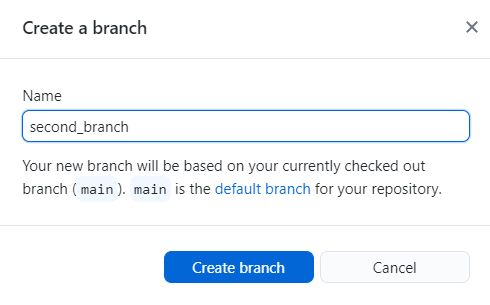 Create a branch
Name
second_branch
Your new branch will be based on your currently checked out
branch (main). main is the default branch for your repository.
Create branch
Cancel